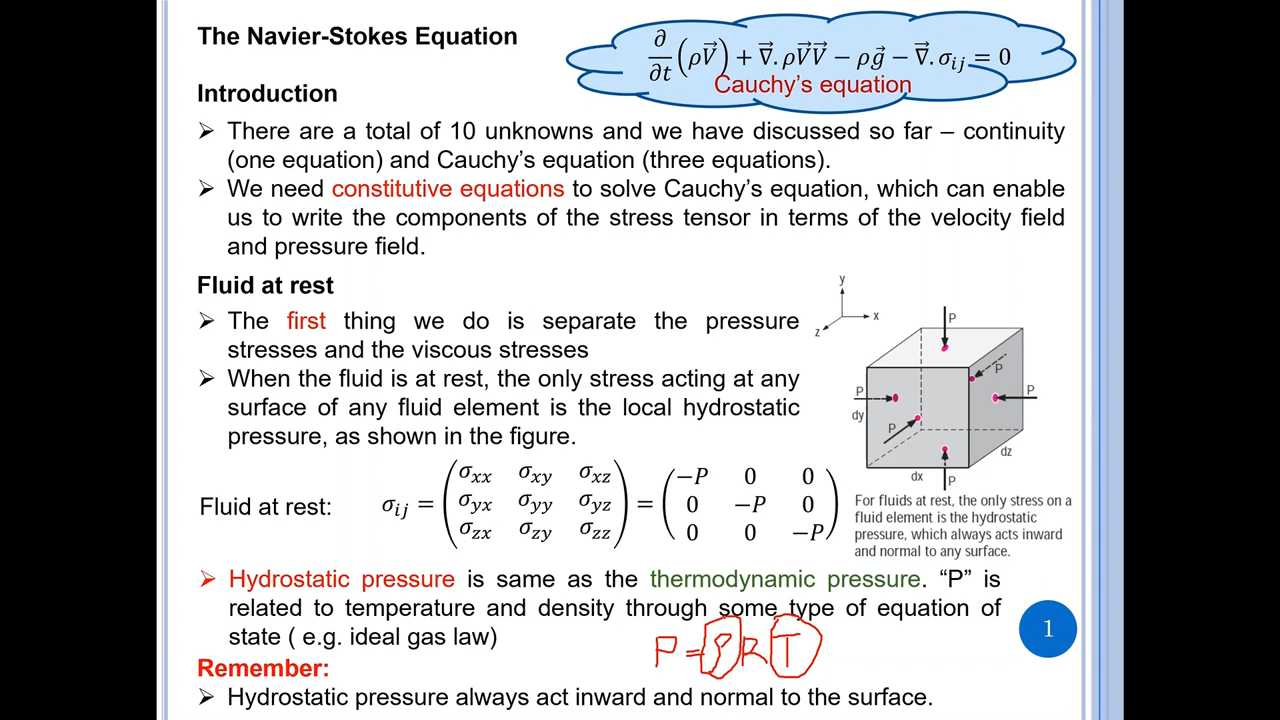 The Navier-Stokes Equation
∂/∂t (ρV⃗) + ∇⃗. ρV⃗V⃗ − ρg⃗ − ∇⃗. σij = 0
Cauchy’s equation
Introduction
➢ There are a total of 10 unknowns and we have discussed so far – continuity
(one equation) and Cauchy’s equation (three equations).
➢ We need constitutive equations to solve Cauchy’s equation, which can enable
us to write the components of the stress tensor in terms of the velocity field
and pressure field.
Fluid at rest
➢ The first thing we do is separate the pressure
stresses and the viscous stresses
➢ When the fluid is at rest, the only stress acting at any
surface of any fluid element is the local hydrostatic
pressure, as shown in the figure.
y
x
z
P
P
P
P
dy
P
dz
dx
P
For fluids at rest, the only stress on a
fluid element is the hydrostatic
pressure, which always acts inward
and normal to any surface.
σxx σxy σxz −P 0 0
Fluid at rest: σij = σyx σyy σyz = 0 −P 0
σzx σzy σzz 0 0 −P
➢ Hydrostatic pressure is same as the thermodynamic pressure. “P” is
related to temperature and density through some type of equation of
state ( e.g. ideal gas law)
P = ρRT
1
Remember:
➢ Hydrostatic pressure always act inward and normal to the surface.